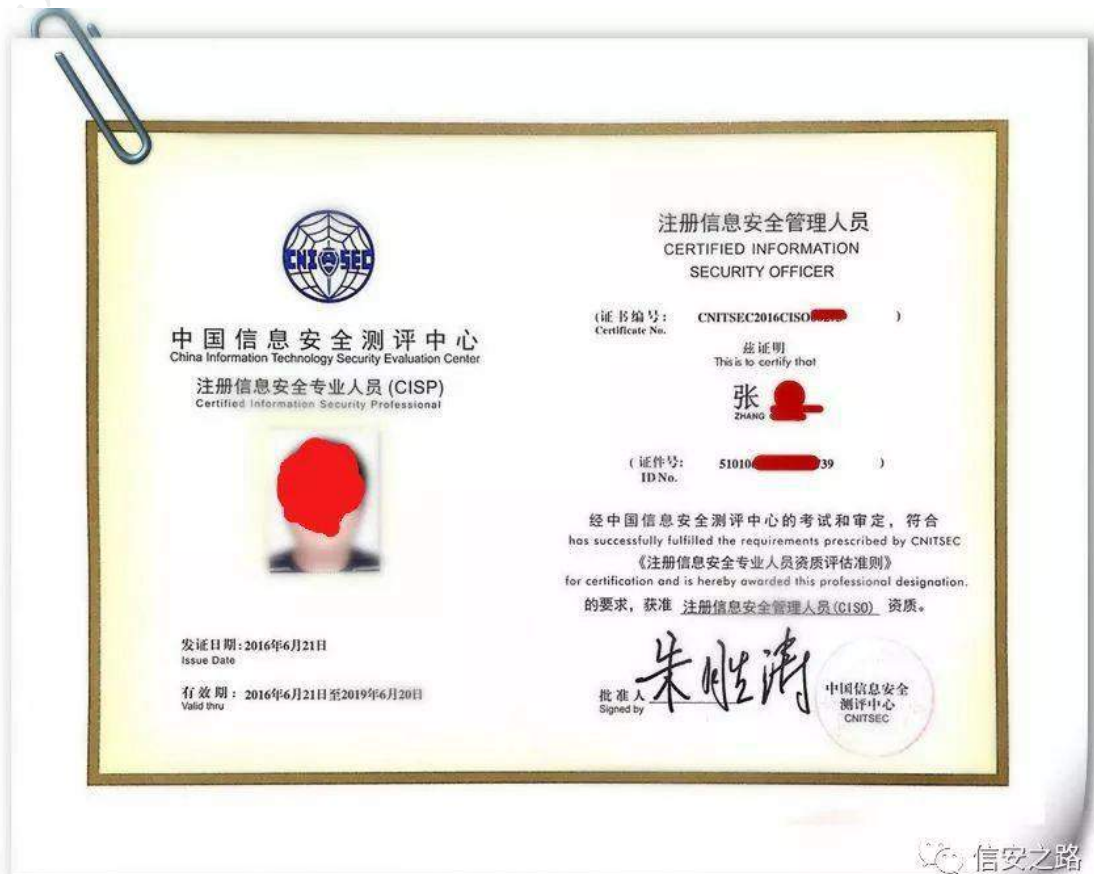 CNITSEC
中国信息安全测评中心
China Information Technology Security Evaluation Center
注册信息安全专业人员 (CISP)
Certified Information Security Professional
发证日期:2016年6月21日
Issue Date
有效期: 2016年6月21日至2019年6月20日
Valid thru
注册信息安全管理人员
CERTIFIED INFORMATION
SECURITY OFFICER
(证书编号: CNITSEC2016CISO )
Certificate No.
兹证明
This is to certify that
张
ZHANG
(证件号: 51010 39 )
ID No.
经中国信息安全测评中心的考试和审定,符合
has successfully fulfilled the requirements prescribed by CNITSEC
《注册信息安全专业人员资质评估准则》
for certification and is hereby awarded this professional designation.
的要求,获准 注册信息安全管理人员(CISO) 资质。
批准人 朱胜涛
Signed by
中国信息安全
测评中心
CNITSEC
信安之路